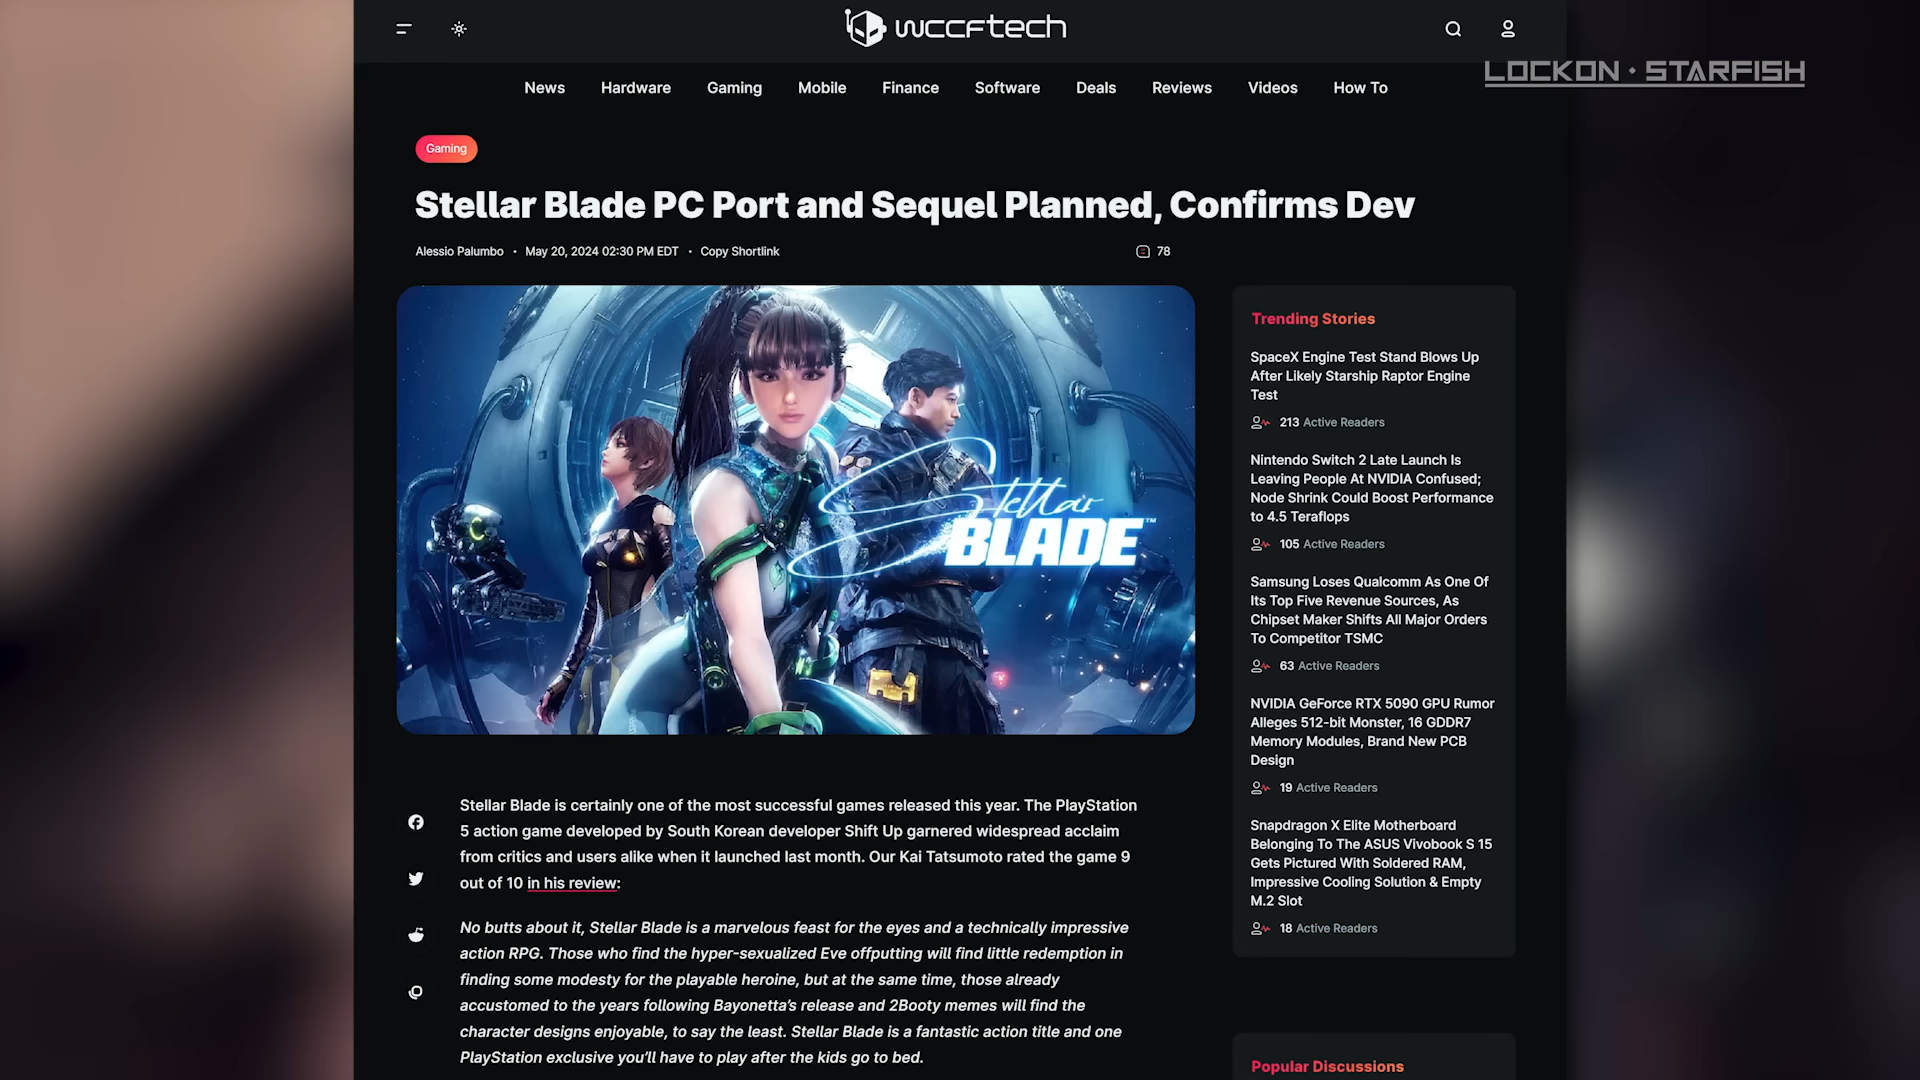 wccftech
LOCKON · STARFISH
News Hardware Gaming Mobile Finance Software Deals Reviews Videos How To
Gaming
Stellar Blade PC Port and Sequel Planned, Confirms Dev
Alessio Palumbo • May 20, 2024 02:30 PM EDT • Copy Shortlink
78
Stellar
BLADE™
Stellar Blade is certainly one of the most successful games released this year. The PlayStation
5 action game developed by South Korean developer Shift Up garnered widespread acclaim
from critics and users alike when it launched last month. Our Kai Tatsumoto rated the game 9
out of 10 in his review:
No butts about it, Stellar Blade is a marvelous feast for the eyes and a technically impressive
action RPG. Those who find the hyper-sexualized Eve offputting will find little redemption in
finding some modesty for the playable heroine, but at the same time, those already
accustomed to the years following Bayonetta's release and 2Booty memes will find the
character designs enjoyable, to say the least. Stellar Blade is a fantastic action title and one
PlayStation exclusive you'll have to play after the kids go to bed.
Trending Stories
SpaceX Engine Test Stand Blows Up
After Likely Starship Raptor Engine
Test
213 Active Readers
Nintendo Switch 2 Late Launch Is
Leaving People At NVIDIA Confused;
Node Shrink Could Boost Performance
to 4.5 Teraflops
105 Active Readers
Samsung Loses Qualcomm As One Of
Its Top Five Revenue Sources, As
Chipset Maker Shifts All Major Orders
To Competitor TSMC
63 Active Readers
NVIDIA GeForce RTX 5090 GPU Rumor
Alleges 512-bit Monster, 16 GDDR7
Memory Modules, Brand New PCB
Design
19 Active Readers
Snapdragon X Elite Motherboard
Belonging To The ASUS Vivobook S 15
Gets Pictured With Soldered RAM,
Impressive Cooling Solution & Empty
M.2 Slot
18 Active Readers
Popular Discussions